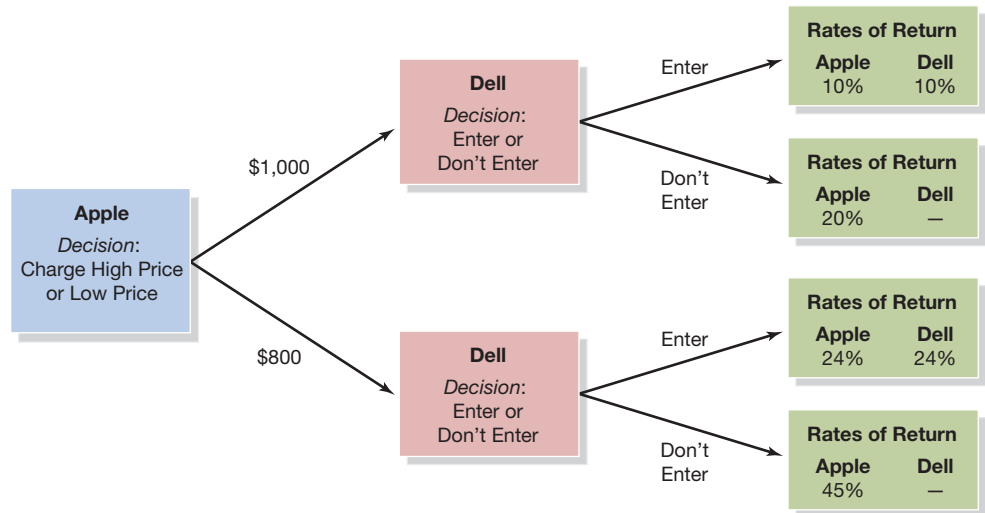 Apple
Decision:
Charge High Price
or Low Price
$1,000
$800
Dell
Decision:
Enter or
Don’t Enter
Enter
Don’t
Enter
Rates of Return
Apple Dell
10% 10%
Rates of Return
Apple Dell
20% —
Dell
Decision:
Enter or
Don’t Enter
Enter
Don’t
Enter
Rates of Return
Apple Dell
24% 24%
Rates of Return
Apple Dell
45% —